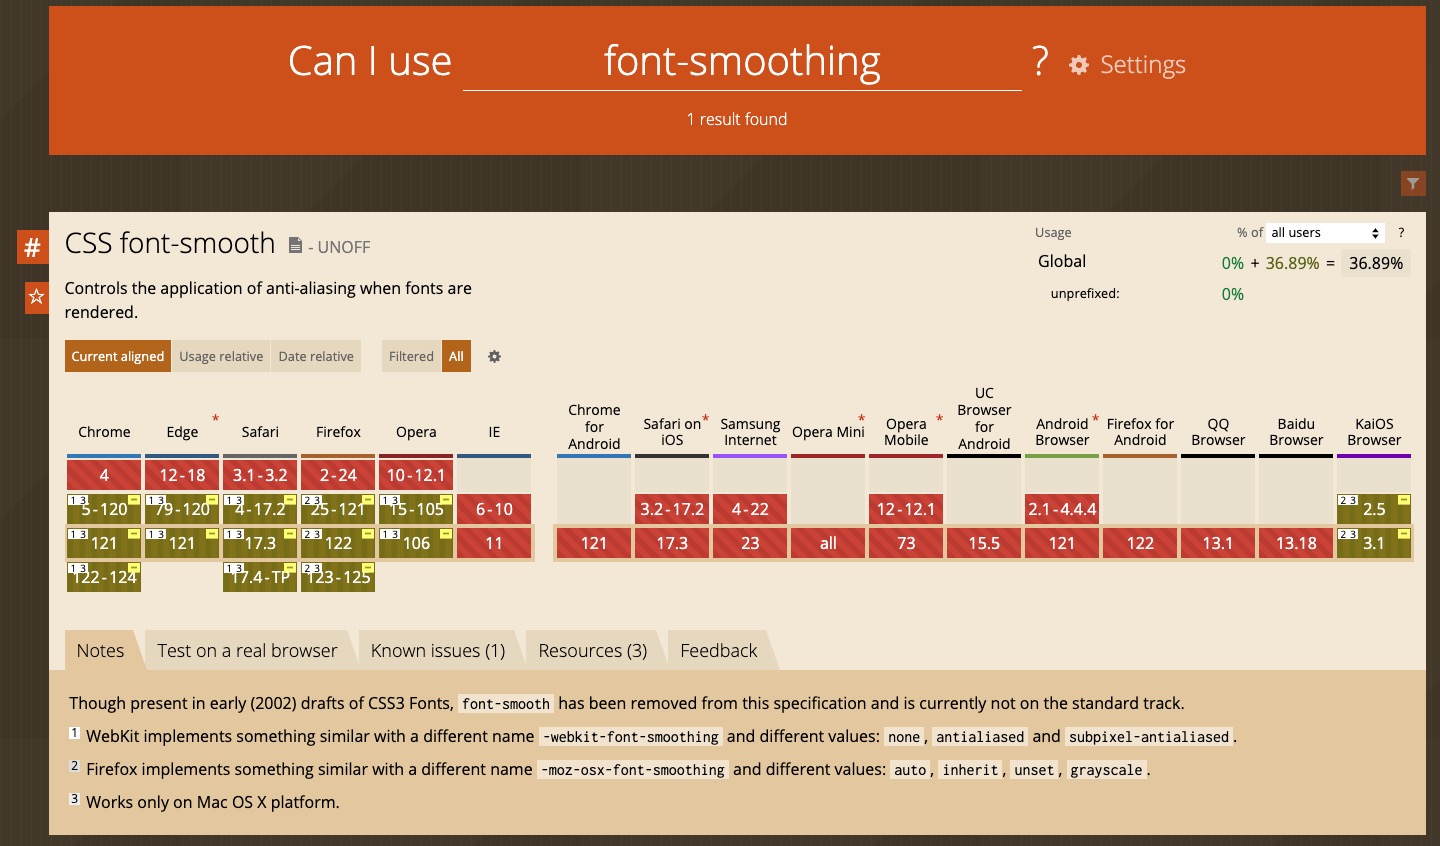 Can I use font-smoothing ? Settings
1 result found
#
CSS font-smooth - UNOFF
Usage % of all users ?
Global 0% + 36.89% = 36.89%
unprefixed: 0%
Controls the application of anti-aliasing when fonts are
rendered.
Current aligned Usage relative Date relative Filtered All
Chrome Edge * Safari Firefox Opera IE Chrome for Android Safari on iOS * Samsung Internet Opera Mini * Opera Mobile * UC Browser for Android Android Browser * Firefox for Android QQ Browser Baidu Browser KaiOS Browser
4 12-18 3.1-3.2 2-24 10-12.1
1 3 5-120 1 3 79-120 1 3 4-17.2 2 3 25-121 1 3 15-105 6-10 3.2-17.2 4-22 12-12.1 2.1-4.4.4 2 3 2.5
1 3 121 1 3 121 1 3 17.3 2 3 122 1 3 106 11 121 17.3 23 all 73 15.5 121 122 13.1 13.18 2 3 3.1
1 3 122-124 1 3 17.4-TP 2 3 123-125
Notes Test on a real browser Known issues (1) Resources (3) Feedback
Though present in early (2002) drafts of CSS3 Fonts, font-smooth has been removed from this specification and is currently not on the standard track.
1 WebKit implements something similar with a different name -webkit-font-smoothing and different values: none, antialiased and subpixel-antialiased.
2 Firefox implements something similar with a different name -moz-osx-font-smoothing and different values: auto, inherit, unset, grayscale.
3 Works only on Mac OS X platform.